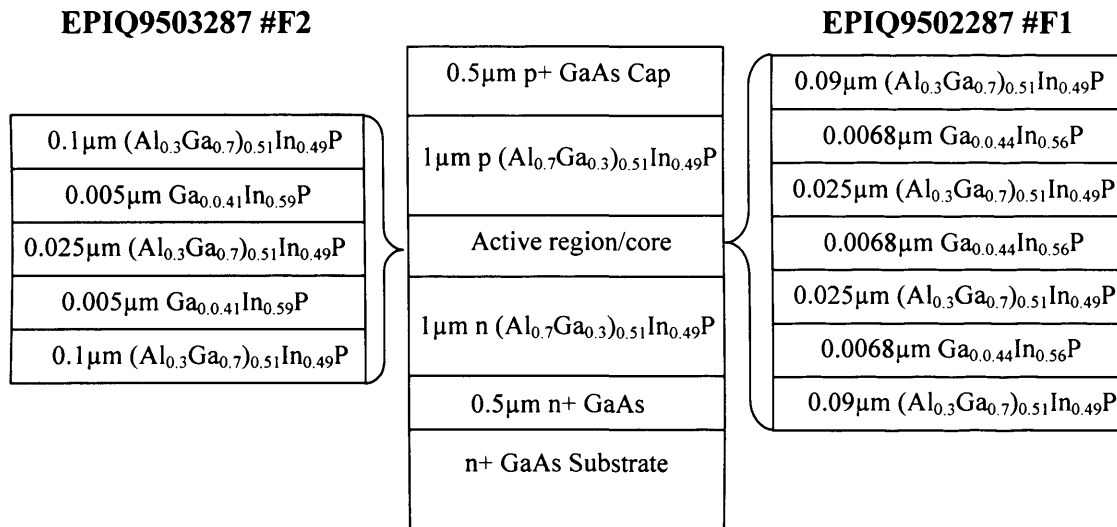 EPIQ9503287 #F2
0.1μm (Al0.3Ga0.7)0.51In0.49P
0.005μm Ga0.0.41In0.59P
0.025μm (Al0.3Ga0.7)0.51In0.49P
0.005μm Ga0.0.41In0.59P
0.1μm (Al0.3Ga0.7)0.51In0.49P
0.5μm p+ GaAs Cap
1μm p (Al0.7Ga0.3)0.51In0.49P
Active region/core
1μm n (Al0.7Ga0.3)0.51In0.49P
0.5μm n+ GaAs
n+ GaAs Substrate
EPIQ9502287 #F1
0.09μm (Al0.3Ga0.7)0.51In0.49P
0.0068μm Ga0.0.44In0.56P
0.025μm (Al0.3Ga0.7)0.51In0.49P
0.0068μm Ga0.0.44In0.56P
0.025μm (Al0.3Ga0.7)0.51In0.49P
0.0068μm Ga0.0.44In0.56P
0.09μm (Al0.3Ga0.7)0.51In0.49P